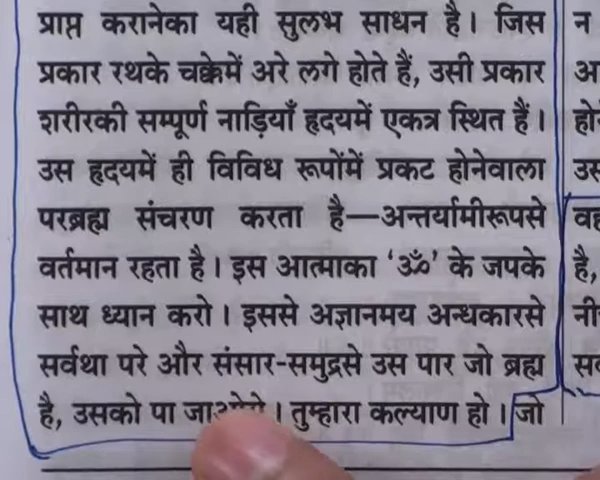 प्राप्त करानेका यही सुलभ साधन है। जिस
प्रकार रथके चक्केमें अरे लगे होते हैं, उसी प्रकार
शरीरकी सम्पूर्ण नाड़ियाँ हृदयमें एकत्र स्थित हैं।
उस हृदयमें ही विविध रूपोंमें प्रकट होनेवाला
परब्रह्म संचरण करता है—अन्तर्यामीरूपसे
वर्तमान रहता है। इस आत्माका ‘ॐ’ के जपके
साथ ध्यान करो। इससे अज्ञानमय अन्धकारसे
सर्वथा परे और संसार-समुद्रसे उस पार जो ब्रह्म
है, उसको पा जाओगे। तुम्हारा कल्याण हो। जो
न
है,